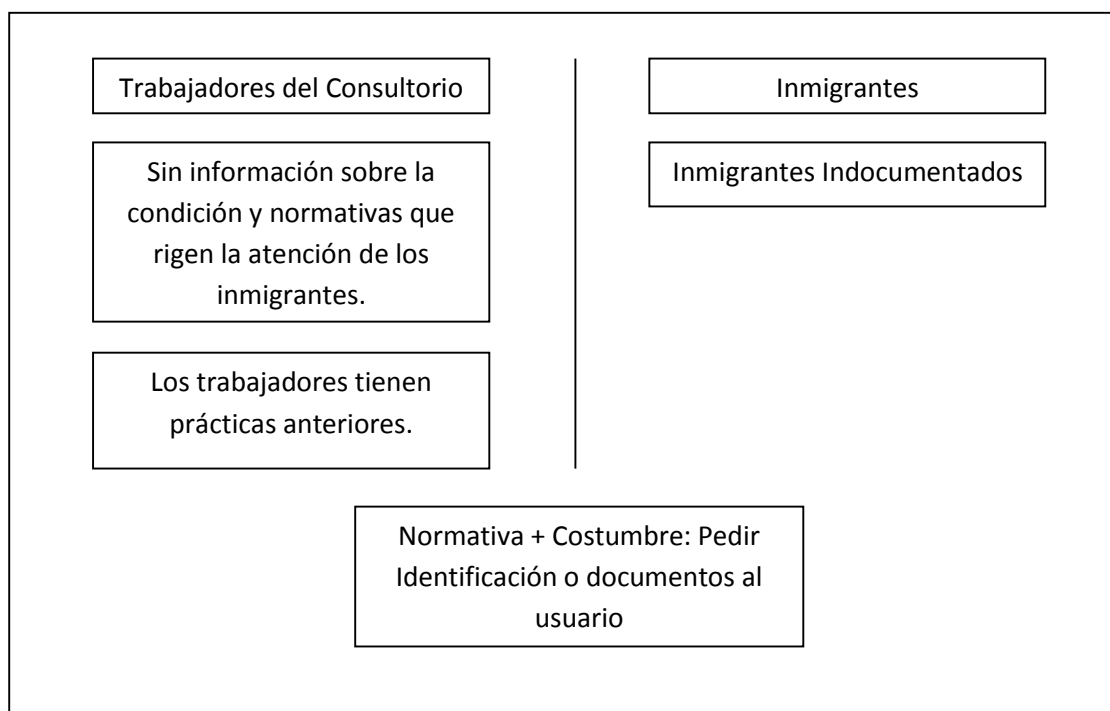 Trabajadores del Consultorio
Inmigrantes
Sin información sobre la
condición y normativas que
rigen la atención de los
inmigrantes.
Inmigrantes Indocumentados
Los trabajadores tienen
prácticas anteriores.
Normativa + Costumbre: Pedir
Identificación o documentos al
usuario